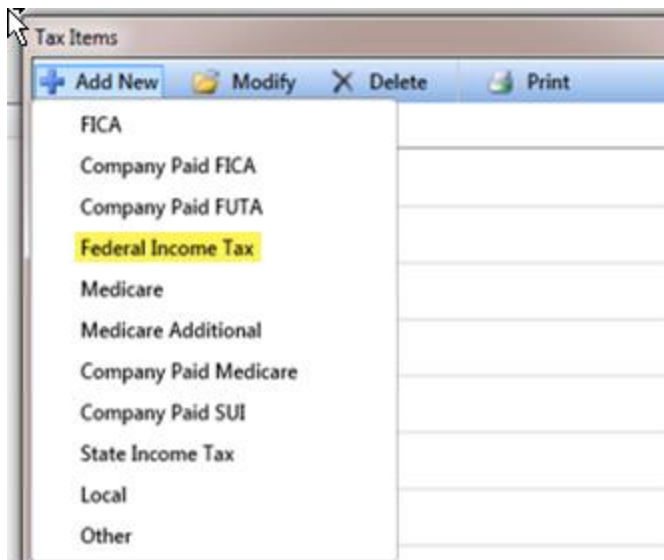 Tax Items
Add New Modify Delete Print
FICA
Company Paid FICA
Company Paid FUTA
Federal Income Tax
Medicare
Medicare Additional
Company Paid Medicare
Company Paid SUI
State Income Tax
Local
Other